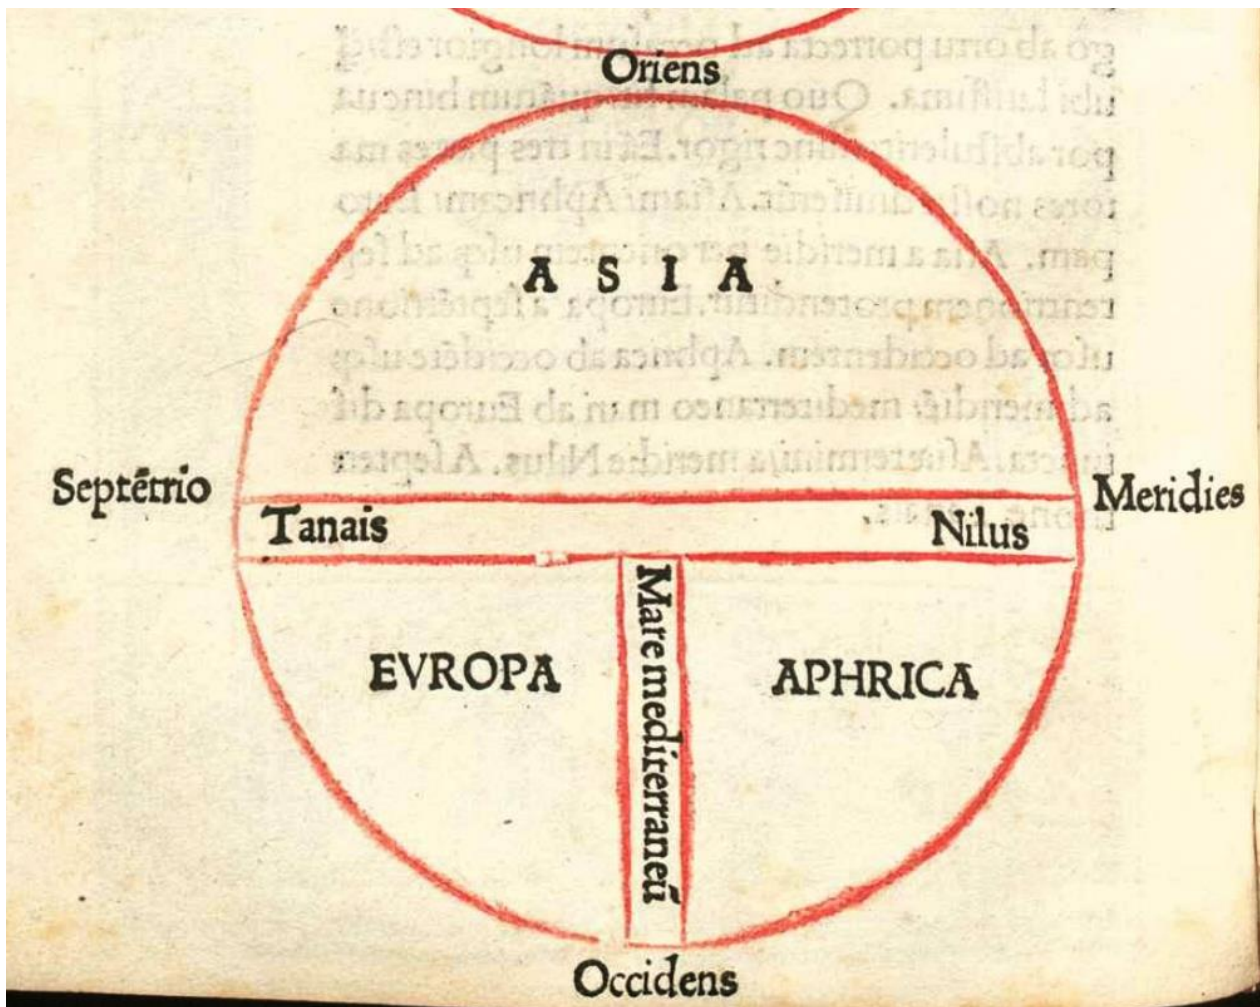 Oriens
A S I A
Septētrio
Meridies
Tanais
Nilus
Mare mediterraneū
EVROPA
APHRICA
Occidens